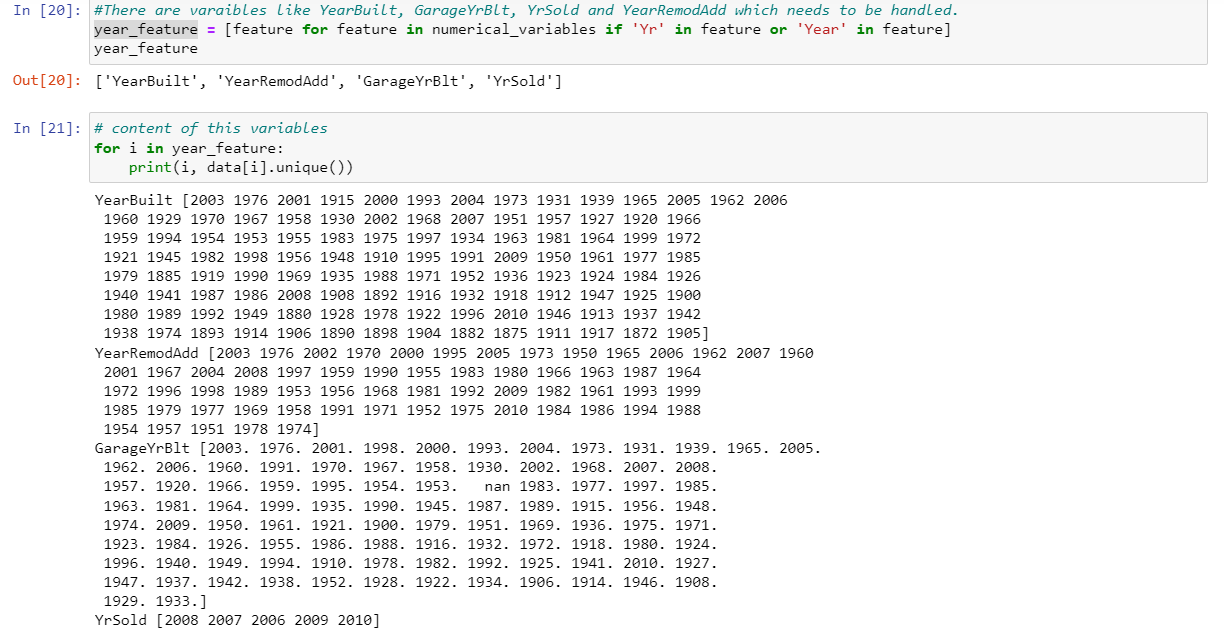 In [20]: #There are varaibles like YearBuilt, GarageYrBlt, YrSold and YearRemodAdd which needs to be handled.
year_feature = [feature for feature in numerical_variables if 'Yr' in feature or 'Year' in feature]
year_feature
Out[20]: ['YearBuilt', 'YearRemodAdd', 'GarageYrBlt', 'YrSold']
In [21]: # content of this variables
for i in year_feature:
    print(i, data[i].unique())
YearBuilt [2003 1976 2001 1915 2000 1993 2004 1973 1931 1939 1965 2005 1962 2006
 1960 1929 1970 1967 1958 1930 2002 1968 2007 1951 1957 1927 1920 1966
 1959 1994 1954 1953 1955 1983 1975 1997 1934 1963 1981 1964 1999 1972
 1921 1945 1982 1998 1956 1948 1910 1995 1991 2009 1950 1961 1977 1985
 1979 1885 1919 1990 1969 1935 1988 1971 1952 1936 1923 1924 1984 1926
 1940 1941 1987 1986 2008 1908 1892 1916 1932 1918 1912 1947 1925 1900
 1980 1989 1992 1949 1880 1928 1978 1922 1996 2010 1946 1913 1937 1942
 1938 1974 1893 1914 1906 1890 1898 1904 1882 1875 1911 1917 1872 1905]
YearRemodAdd [2003 1976 2002 1970 2000 1995 2005 1973 1950 1965 2006 1962 2007 1960
 2001 1967 2004 2008 1997 1959 1990 1955 1983 1980 1966 1963 1987 1964
 1972 1996 1998 1989 1953 1956 1968 1981 1992 2009 1982 1961 1993 1999
 1985 1979 1977 1969 1958 1991 1971 1952 1975 2010 1984 1986 1994 1988
 1954 1957 1951 1978 1974]
GarageYrBlt [2003. 1976. 2001. 1998. 2000. 1993. 2004. 1973. 1931. 1939. 1965. 2005.
 1962. 2006. 1960. 1991. 1970. 1967. 1958. 1930. 2002. 1968. 2007. 2008.
 1957. 1920. 1966. 1959. 1995. 1954. 1953.   nan 1983. 1977. 1997. 1985.
 1963. 1981. 1964. 1999. 1935. 1990. 1945. 1987. 1989. 1915. 1956. 1948.
 1974. 2009. 1950. 1961. 1921. 1900. 1979. 1951. 1969. 1936. 1975. 1971.
 1923. 1984. 1926. 1955. 1986. 1988. 1916. 1932. 1972. 1918. 1980. 1924.
 1996. 1940. 1949. 1994. 1910. 1978. 1982. 1992. 1925. 1941. 2010. 1927.
 1947. 1937. 1942. 1938. 1952. 1928. 1922. 1934. 1906. 1914. 1946. 1908.
 1929. 1933.]
YrSold [2008 2007 2006 2009 2010]